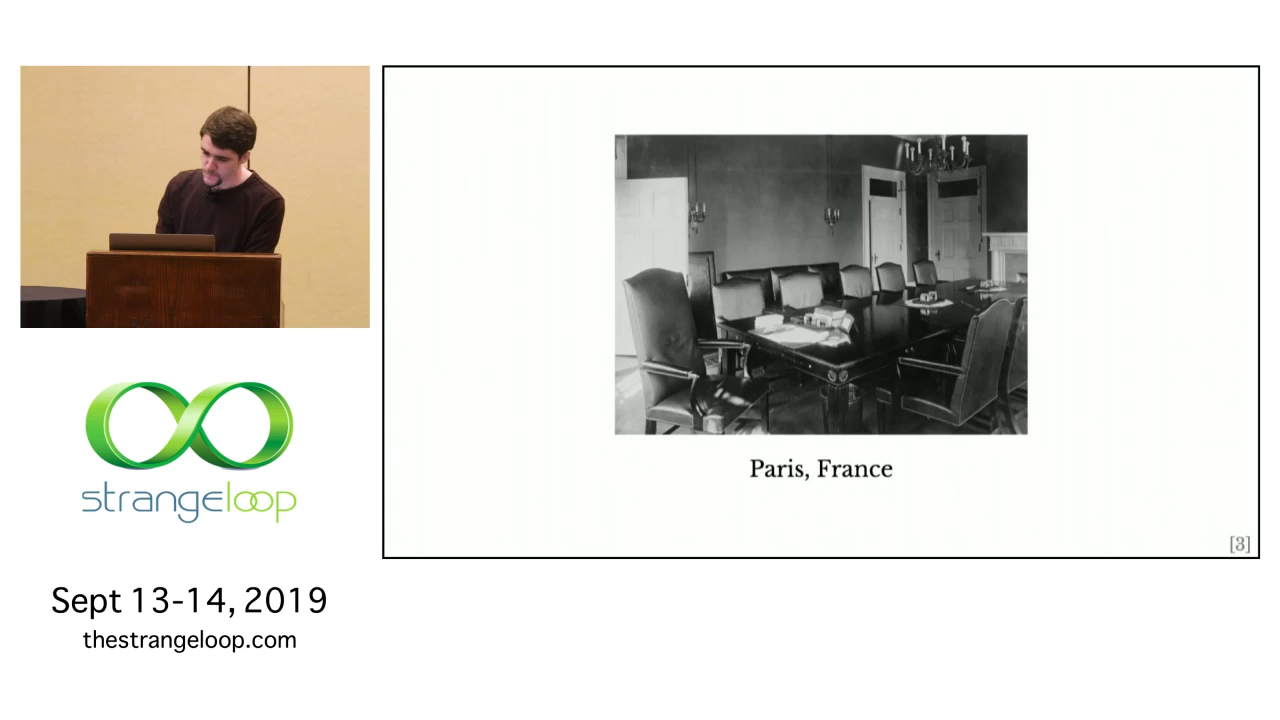 Paris, France
[3]
strangeloop
Sept 13-14, 2019
thestrangeloop.com